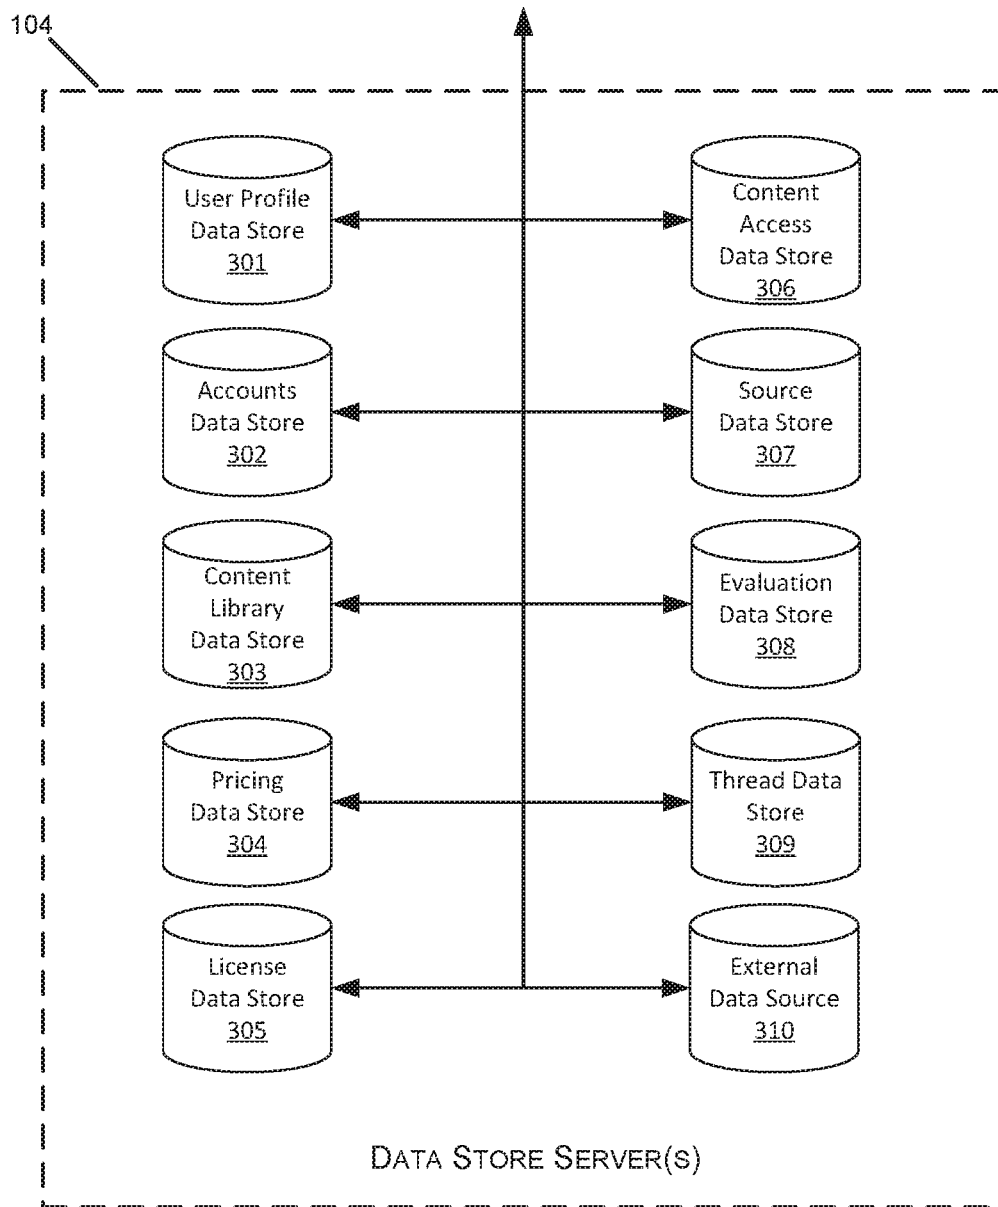 104
User Profile
Data Store
301
Content
Access
Data Store
306
Accounts
Data Store
302
Source
Data Store
307
Content
Library
Data Store
303
Evaluation
Data Store
308
Pricing
Data Store
304
Thread Data
Store
309
License
Data Store
305
External
Data Source
310
DATA STORE SERVER(S)